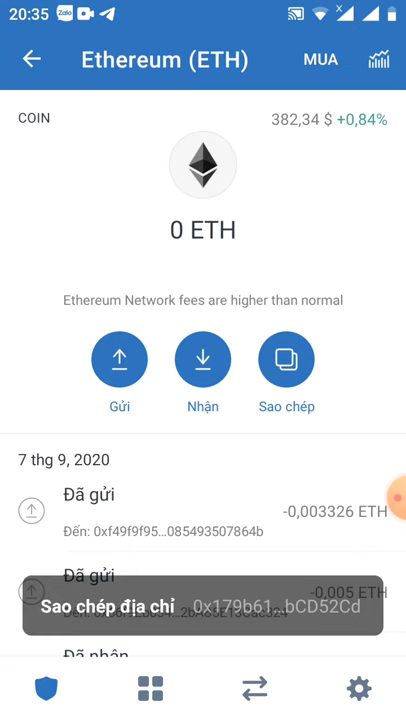 20:35 Zalo
Ethereum (ETH) MUA
COIN 382,34 $ +0,84%
0 ETH
Ethereum Network fees are higher than normal
Gửi Nhận Sao chép
7 thg 9, 2020
Đã gửi
-0,003326 ETH
Đến: 0xf49f9f95...085493507864b
Đã gửi
-0,005 ETH
Sao chép địa chỉ 0x179b61...bCD52Cd
Đã nhận